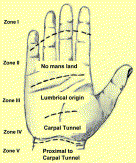 Zone I
Zone II
No mans land
Zone III
Lumbrical origin
Zone IV
Carpal Tunnel
Zone V
Proximal to
Carpal Tunnel